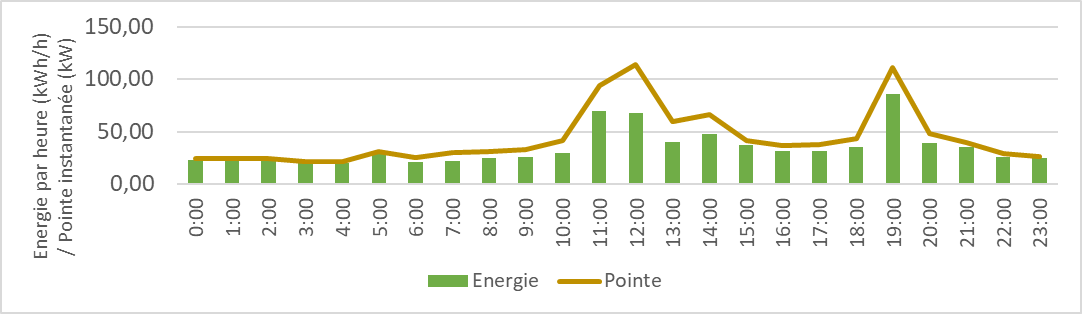 Energie par heure (kWh/h)
/ Pointe instantanée (kW)
150,00
100,00
50,00
0,00
0:00 1:00 2:00 3:00 4:00 5:00 6:00 7:00 8:00 9:00 10:00 11:00 12:00 13:00 14:00 15:00 16:00 17:00 18:00 19:00 20:00 21:00 22:00 23:00
Energie Pointe